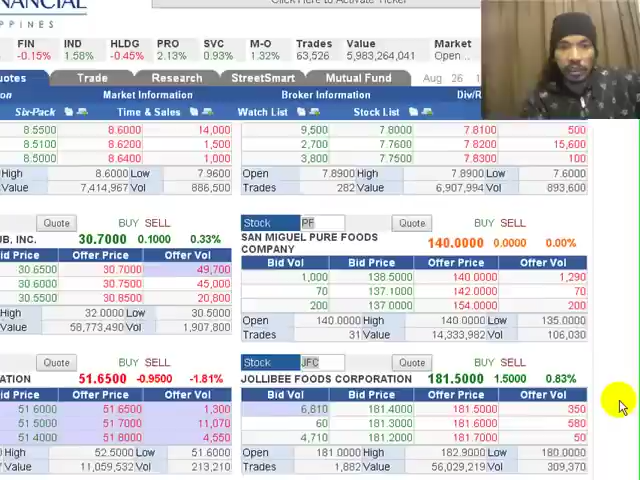 NANCIAL
IPPINES
Click Here to Activate Ticker
FIN IND HLDG PRO SVC M-O Trades Value Market
-0.15% 1.58% -0.45% 2.13% 0.93% 1.32% 63,526 5,983,264,041 Open...
uotes Trade Research StreetSmart Mutual Fund Aug 26
on Market Information Broker Information Div/R
Six-Pack Time & Sales Watch List Stock List
8.5500 8.6000 14,000 9,500 7.7800 7.8100 500
8.5100 8.6200 1,500 2,700 7.7600 7.8200 15,600
8.5000 8.6400 1,000 3,800 7.7500 7.8300 100
High 8.6000 Low 7.9600 Open 7.8900 High 7.8900 Low 7.6000
Value 7,414,967 Vol 886,500 Trades 282 Value 6,907,994 Vol 893,600
Quote BUY SELL Stock PF Quote BUY SELL
UB, INC. 30.7000 0.1000 0.33% SAN MIGUEL PURE FOODS COMPANY 140.0000 0.0000 0.00%
id Price Offer Price Offer Vol Bid Vol Bid Price Offer Price Offer Vol
30.6500 30.7000 49,700 1,000 138.5000 140.0000 1,290
30.6000 30.7500 45,000 70 137.1000 142.0000 70
30.5500 30.8500 20,800 200 137.0000 154.0000 200
High 32.0000 Low 30.5000 Open 140.0000 High 140.0000 Low 135.0000
Value 58,773,490 Vol 1,907,800 Trades 31 Value 14,333,982 Vol 106,030
Quote BUY SELL Stock JFC Quote BUY SELL
ATION 51.6500 -0.9500 -1.81% JOLLIBEE FOODS CORPORATION 181.5000 1.5000 0.83%
id Price Offer Price Offer Vol Bid Vol Bid Price Offer Price Offer Vol
51.6000 51.6500 1,300 6,810 181.4000 181.5000 350
51.5000 51.7000 11,070 60 181.3000 181.6000 580
51.4000 51.8000 4,550 4,710 181.2000 181.7000 50
High 52.5000 Low 51.6000 Open 181.0000 High 182.9000 Low 180.0000
Value 11,059,532 Vol 213,210 Trades 1,882 Value 56,029,219 Vol 309,370